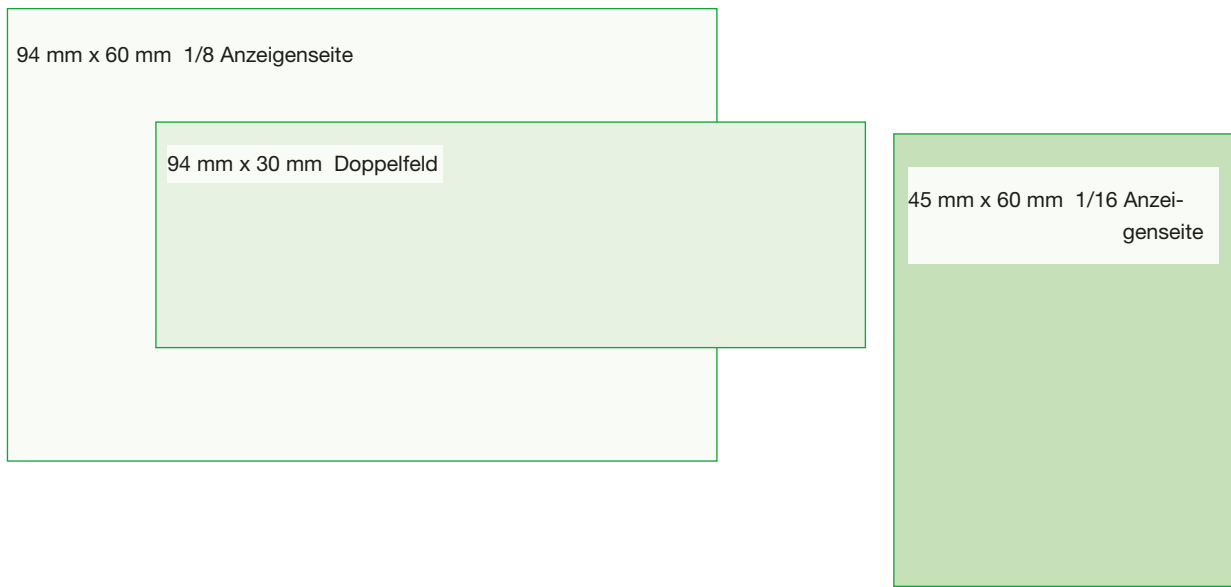 94 mm x 60 mm 1/8 Anzeigenseite
94 mm x 30 mm Doppelfeld
45 mm x 60 mm 1/16 Anzei-
genseite